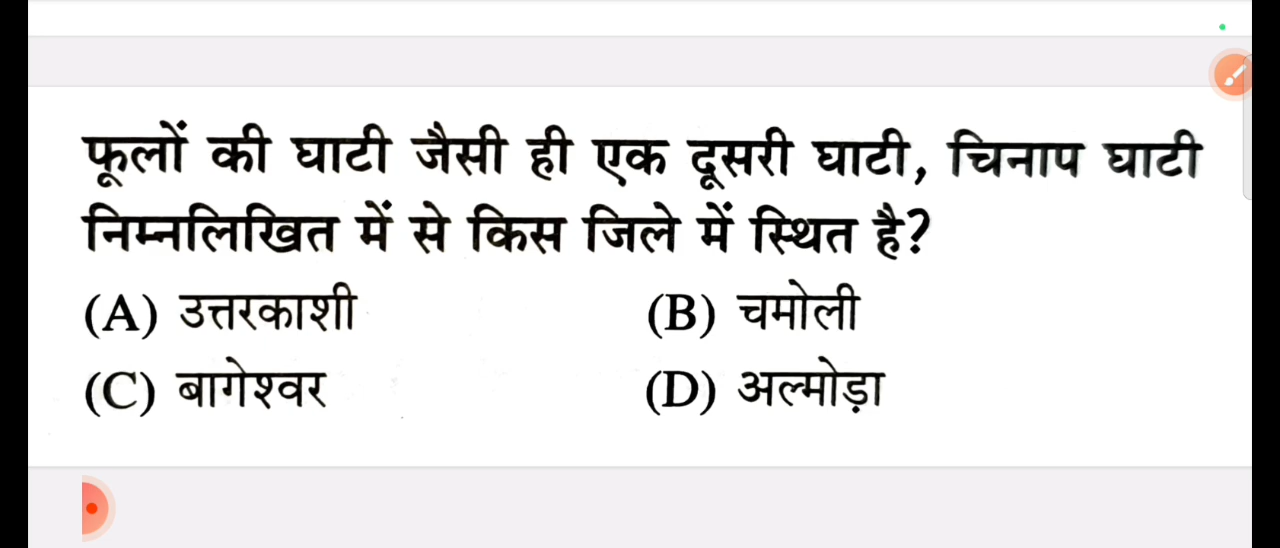 फूलों की घाटी जैसी ही एक दूसरी घाटी, चिनाप घाटी
निम्नलिखित में से किस जिले में स्थित है?
(A) उत्तरकाशी (B) चमोली
(C) बागेश्वर (D) अल्मोड़ा